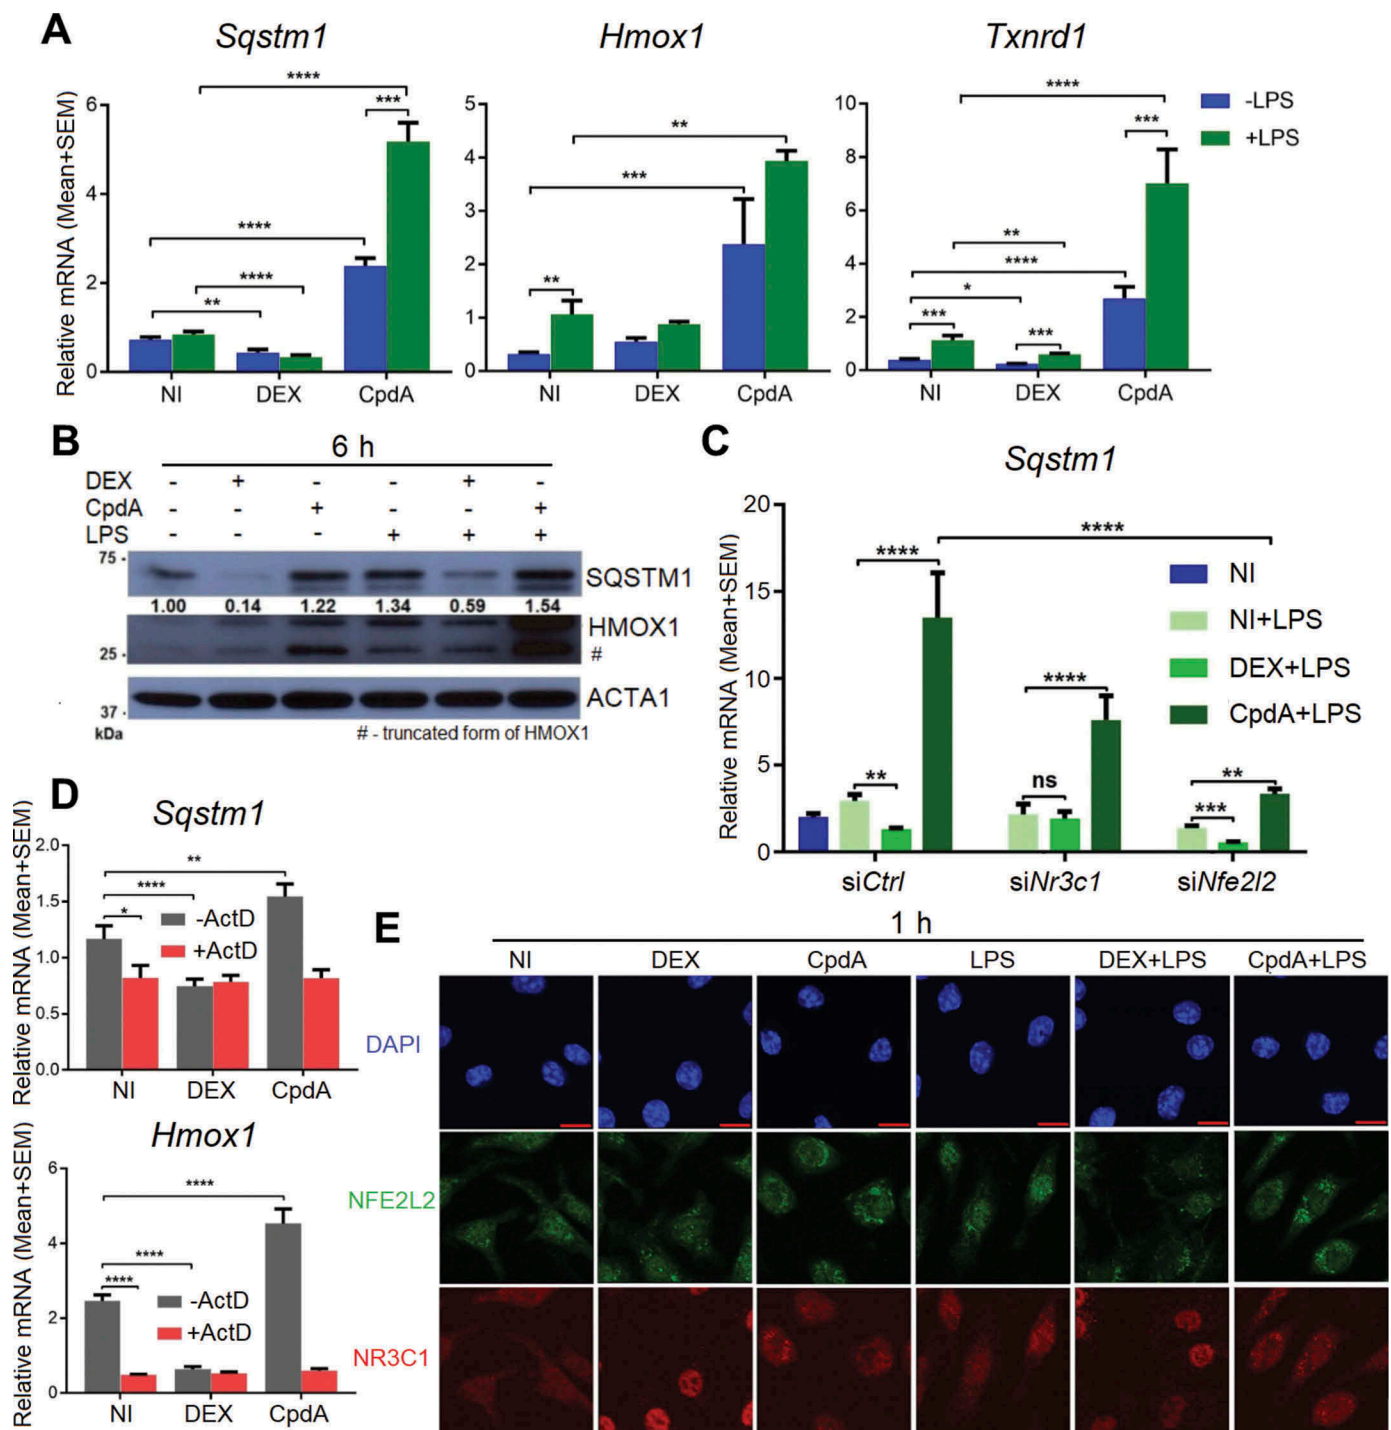 A
Sqstm1
Hmox1
Txnrd1
Relative mRNA (Mean+SEM)
6
4
2
0
****
***
****
****
**
NI
DEX
CpdA
5
4
3
2
1
0
**
***
**
NI
DEX
CpdA
10
8
6
4
2
0
****
***
**
****
*
***
***
NI
DEX
CpdA
-LPS
+LPS
B
6 h
DEX - + - - + -
CpdA - - + - - +
LPS - - - + + +
75
SQSTM1
1.00 0.14 1.22 1.34 0.59 1.54
HMOX1
25
#
ACTA1
37
kDa
# - truncated form of HMOX1
C
Sqstm1
Relative mRNA (Mean+SEM)
20
15
10
5
0
****
****
**
ns
****
***
**
NI
NI+LPS
DEX+LPS
CpdA+LPS
siCtrl
siNr3c1
siNfe2l2
D
Sqstm1
Relative mRNA (Mean+SEM)
2.0
1.5
1.0
0.5
0.0
**
****
*
-ActD
+ActD
NI
DEX
CpdA
Hmox1
Relative mRNA (Mean+SEM)
6
4
2
0
****
****
****
-ActD
+ActD
NI
DEX
CpdA
E
1 h
NI
DEX
CpdA
LPS
DEX+LPS
CpdA+LPS
DAPI
NFE2L2
NR3C1